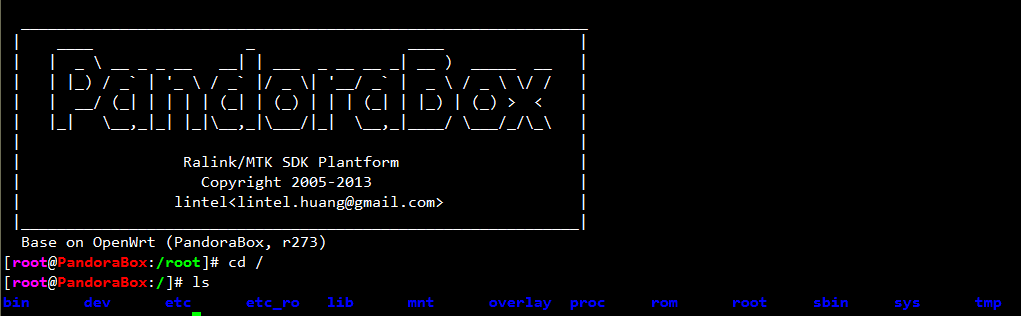 PandoraBox
Ralink/MTK SDK Plantform
Copyright 2005-2013
lintel<lintel.huang@gmail.com>
Base on OpenWrt (PandoraBox, r273)
[root@PandoraBox:/root]# cd /
[root@PandoraBox:/]# ls
bin dev etc etc_ro lib mnt overlay proc rom root sbin sys tmp